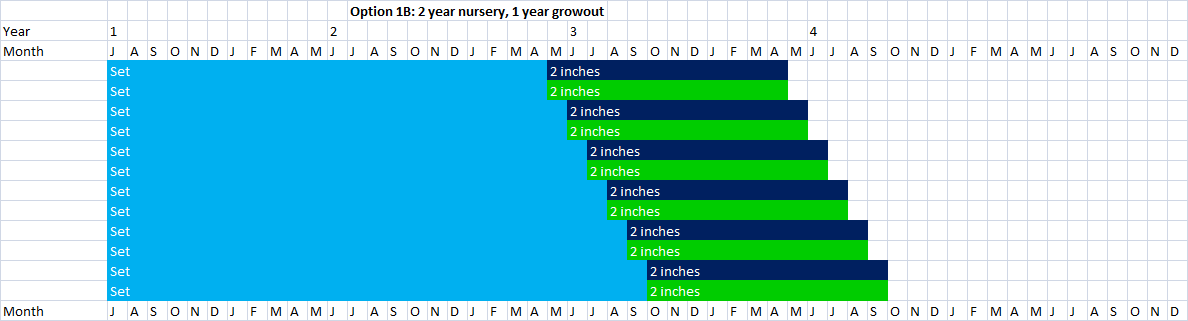 Option 1B: 2 year nursery, 1 year growout
Year 1 2 3 4
Month J A S O N D J F M A M J J A S O N D J F M A M J J A S O N D J F M A M J J A S O N D J F M A M J J A S O N D
Set 2 inches
Set 2 inches
Set 2 inches
Set 2 inches
Set 2 inches
Set 2 inches
Set 2 inches
Set 2 inches
Set 2 inches
Set 2 inches
Set 2 inches
Set 2 inches
Month J A S O N D J F M A M J J A S O N D J F M A M J J A S O N D J F M A M J J A S O N D J F M A M J J A S O N D